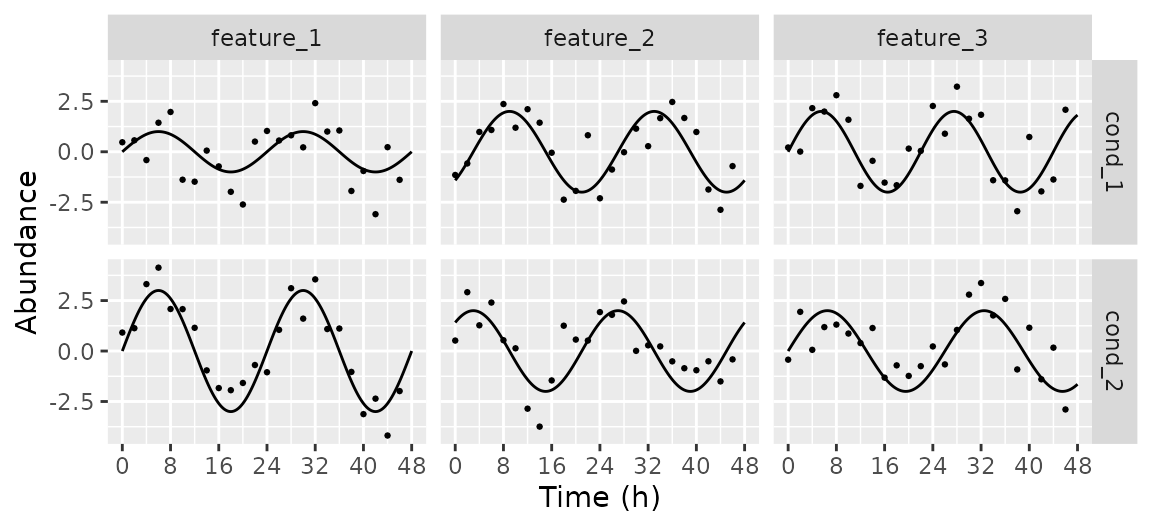 feature_1 feature_2 feature_3
2.5
0.0
-2.5
cond_1
Abundance
2.5
0.0
-2.5
cond_2
0 8 16 24 32 40 48 0 8 16 24 32 40 48 0 8 16 24 32 40 48
Time (h)